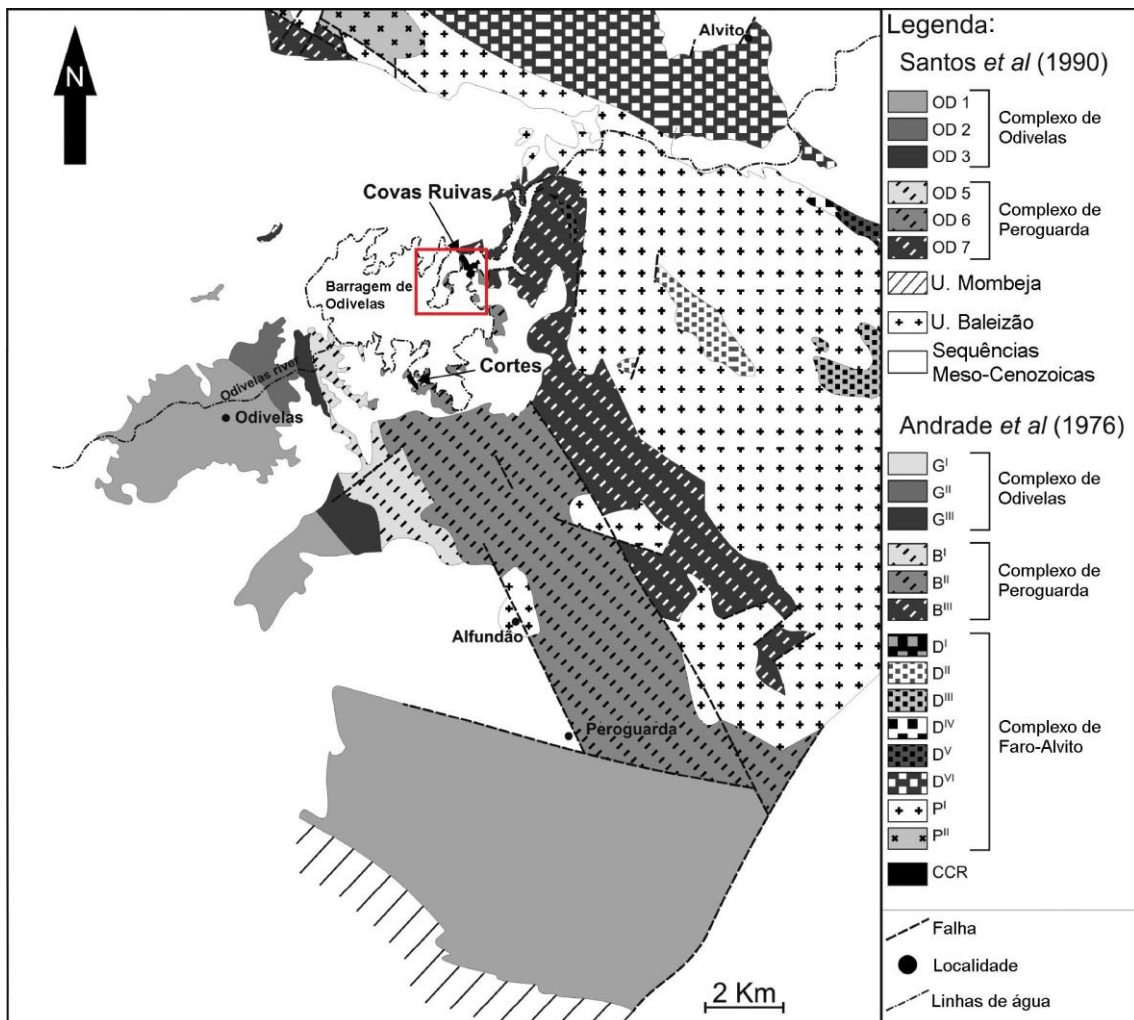 N
Alvito
Covas Ruivas
Barragem de
Odivelas
Cortes
Odivelas river
Odivelas
Alfundão
Peroguarda
2 Km
Legenda:
Santos et al (1990)
OD 1
OD 2
OD 3
Complexo de
Odivelas
OD 5
OD 6
OD 7
Complexo de
Peroguarda
U. Mombeja
U. Baleizão
Sequências
Meso-Cenozoicas
Andrade et al (1976)
Gᴵ
Gᴵᴵ
Gᴵᴵᴵ
Complexo de
Odivelas
Bᴵ
Bᴵᴵ
Bᴵᴵᴵ
Complexo de
Peroguarda
Dᴵ
Dᴵᴵ
Dᴵᴵᴵ
Dᴵⱽ
Dⱽ
Dⱽᴵ
Pᴵ
Pᴵᴵ
Complexo de
Faro-Alvito
CCR
Falha
Localidade
Linhas de água